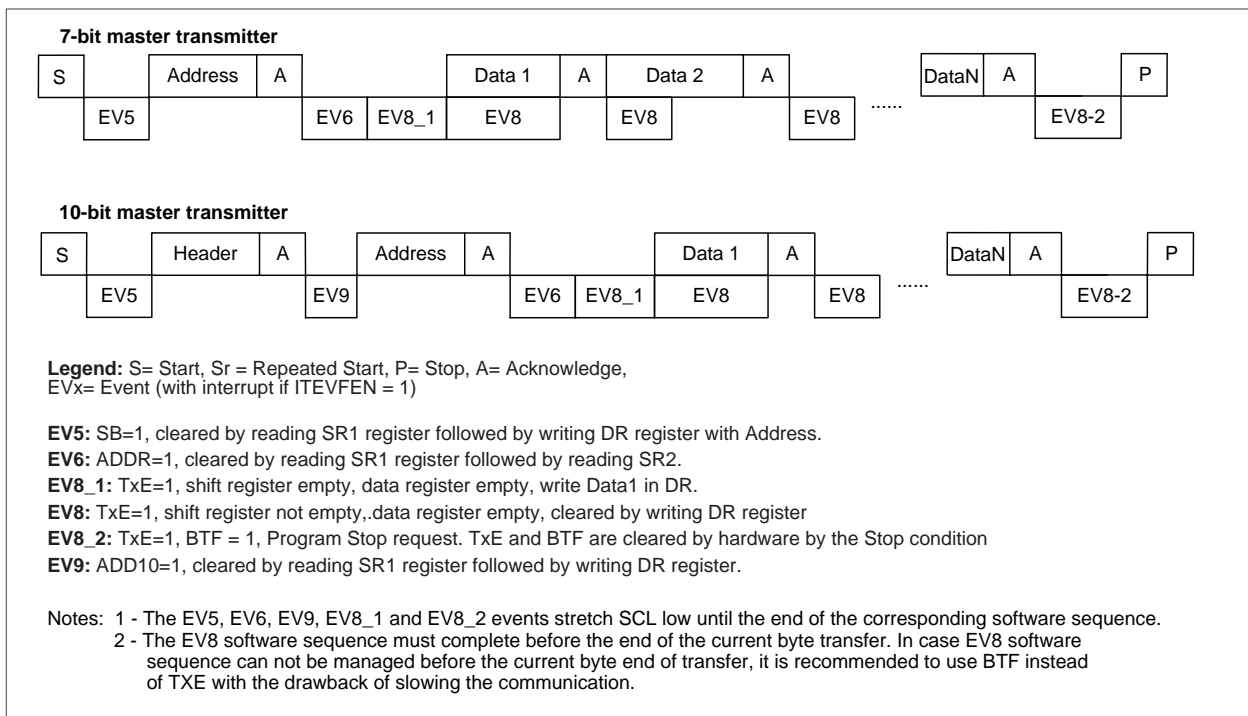 7-bit master transmitter
S Address A Data 1 A Data 2 A DataN A P
EV5 EV6 EV8_1 EV8 EV8 EV8 ...... EV8-2
10-bit master transmitter
S Header A Address A Data 1 A DataN A P
EV5 EV9 EV6 EV8_1 EV8 EV8 ...... EV8-2
Legend: S= Start, Sr = Repeated Start, P= Stop, A= Acknowledge,
EVx= Event (with interrupt if ITEVFEN = 1)
EV5: SB=1, cleared by reading SR1 register followed by writing DR register with Address.
EV6: ADDR=1, cleared by reading SR1 register followed by reading SR2.
EV8_1: TxE=1, shift register empty, data register empty, write Data1 in DR.
EV8: TxE=1, shift register not empty,.data register empty, cleared by writing DR register
EV8_2: TxE=1, BTF = 1, Program Stop request. TxE and BTF are cleared by hardware by the Stop condition
EV9: ADD10=1, cleared by reading SR1 register followed by writing DR register.
Notes: 1 - The EV5, EV6, EV9, EV8_1 and EV8_2 events stretch SCL low until the end of the corresponding software sequence.
2 - The EV8 software sequence must complete before the end of the current byte transfer. In case EV8 software
sequence can not be managed before the current byte end of transfer, it is recommended to use BTF instead
of TXE with the drawback of slowing the communication.